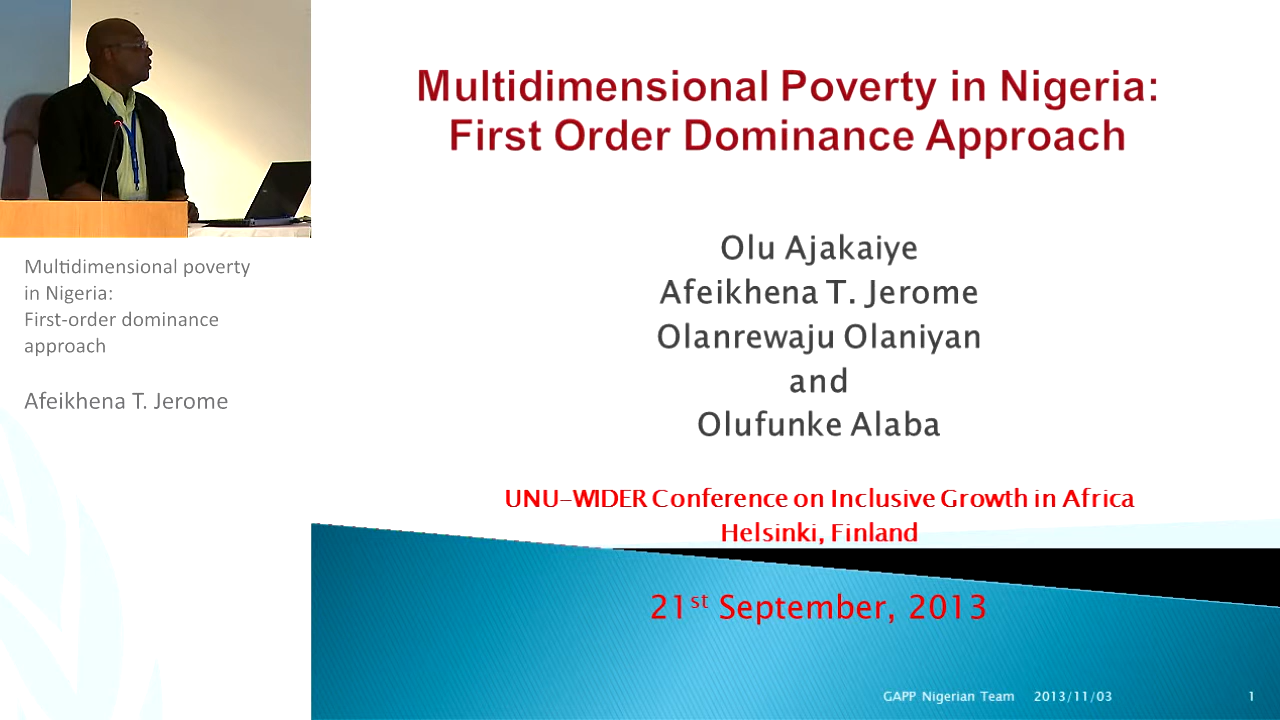 Multidimensional Poverty in Nigeria:
First Order Dominance Approach
Olu Ajakaiye
Afeikhena T. Jerome
Olanrewaju Olaniyan
and
Olufunke Alaba
UNU-WIDER Conference on Inclusive Growth in Africa
Helsinki, Finland
21st September, 2013
GAPP Nigerian Team 2013/11/03 1
Multidimensional poverty
in Nigeria:
First-order dominance
approach
Afeikhena T. Jerome